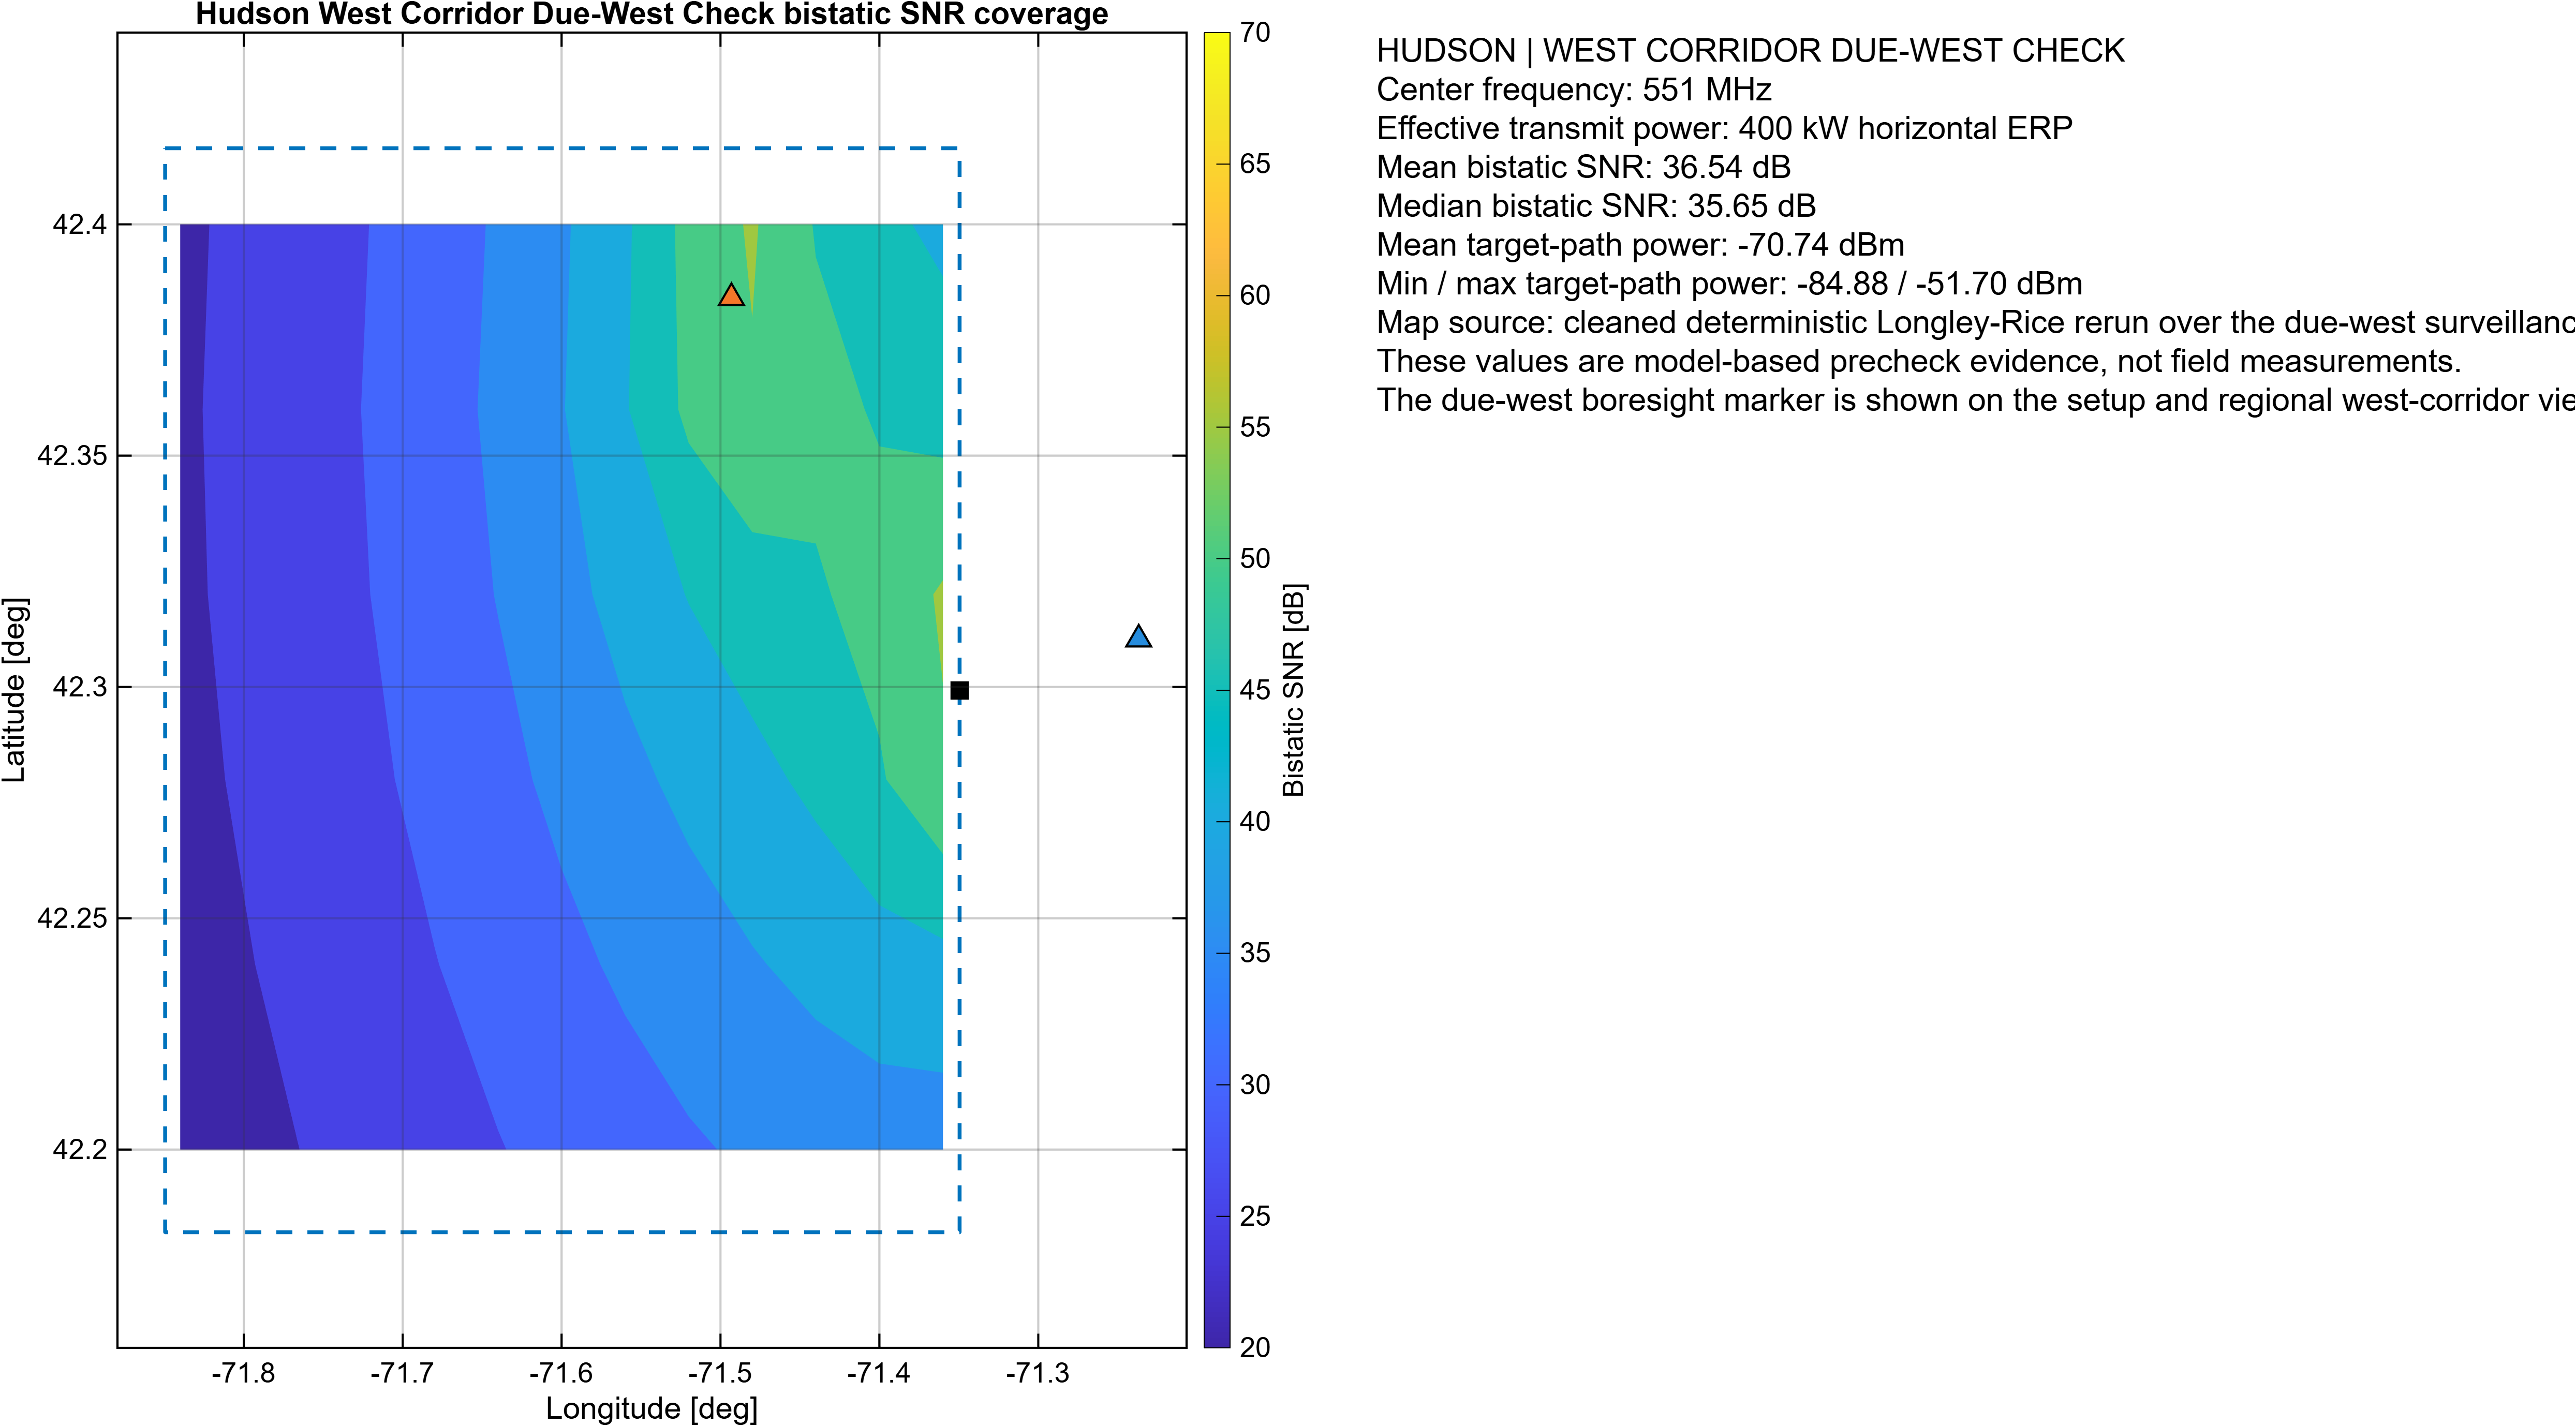 Hudson West Corridor Due-West Check bistatic SNR coverage
42.4
42.35
42.3
42.25
42.2
Latitude [deg]
-71.8
-71.7
-71.6
-71.5
-71.4
-71.3
Longitude [deg]
70
65
60
55
50
45
40
35
30
25
20
Bistatic SNR [dB]
HUDSON | WEST CORRIDOR DUE-WEST CHECK
Center frequency: 551 MHz
Effective transmit power: 400 kW horizontal ERP
Mean bistatic SNR: 36.54 dB
Median bistatic SNR: 35.65 dB
Mean target-path power: -70.74 dBm
Min / max target-path power: -84.88 / -51.70 dBm
Map source: cleaned deterministic Longley-Rice rerun over the due-west
These values are model-based precheck evidence, not field measurements.
The due-west boresight marker is shown on the setup and regional west-corridor